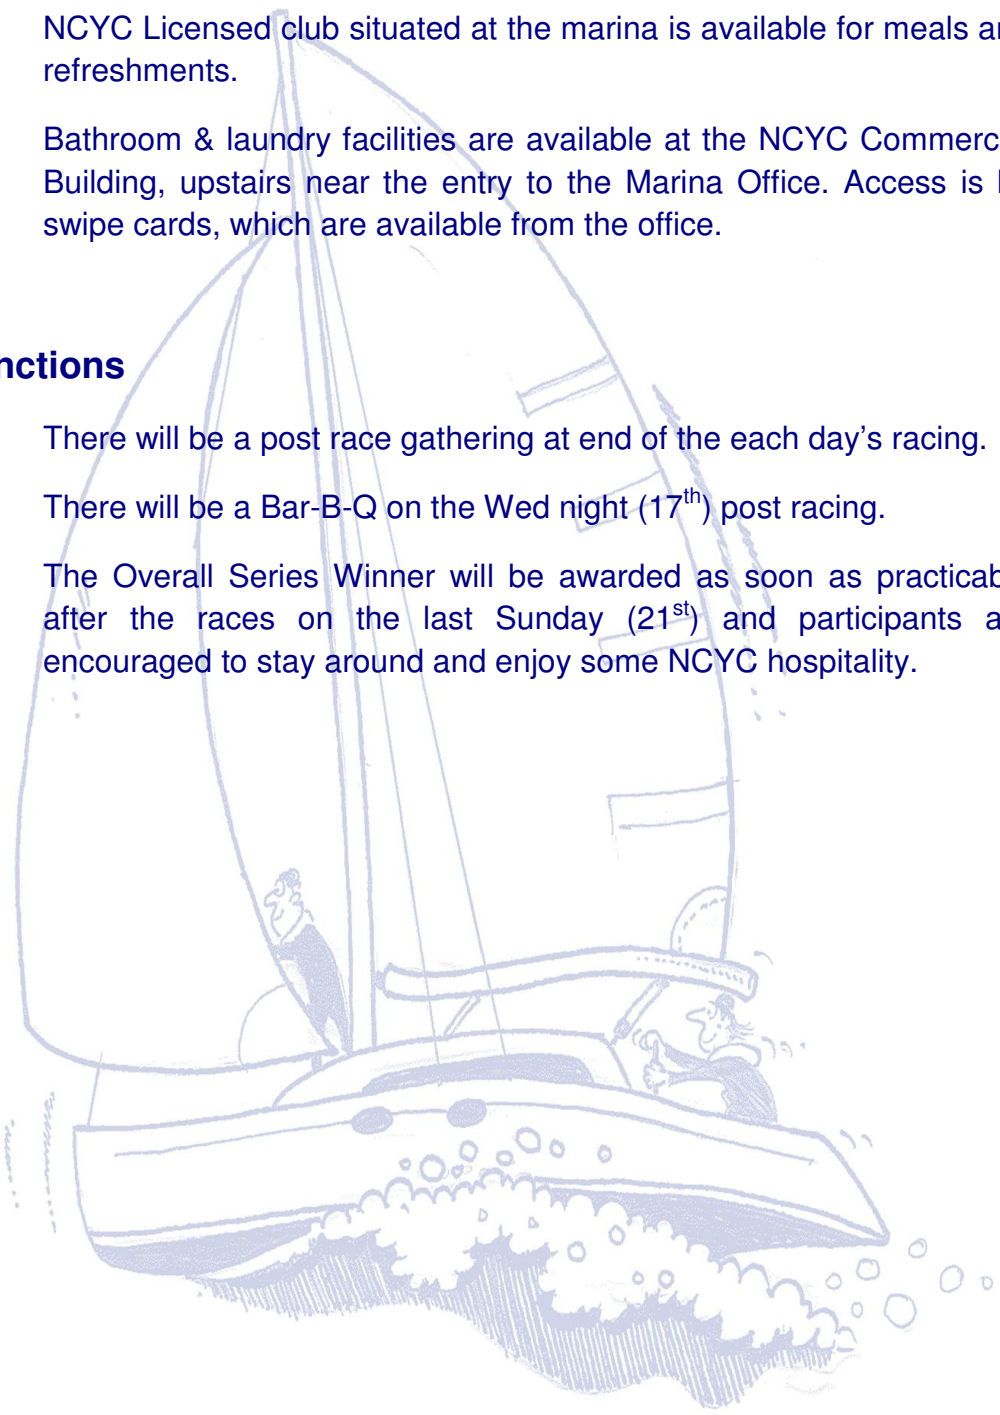 NCYC Licensed club situated at the marina is available for meals an
refreshments.
Bathroom & laundry facilities are available at the NCYC Commerc
Building, upstairs near the entry to the Marina Office. Access is
swipe cards, which are available from the office.
nctions
There will be a post race gathering at end of the each day's racing.
There will be a Bar-B-Q on the Wed night (17th) post racing.
The Overall Series Winner will be awarded as soon as practicab
after the races on the last Sunday (21st) and participants a
encouraged to stay around and enjoy some NCYC hospitality.